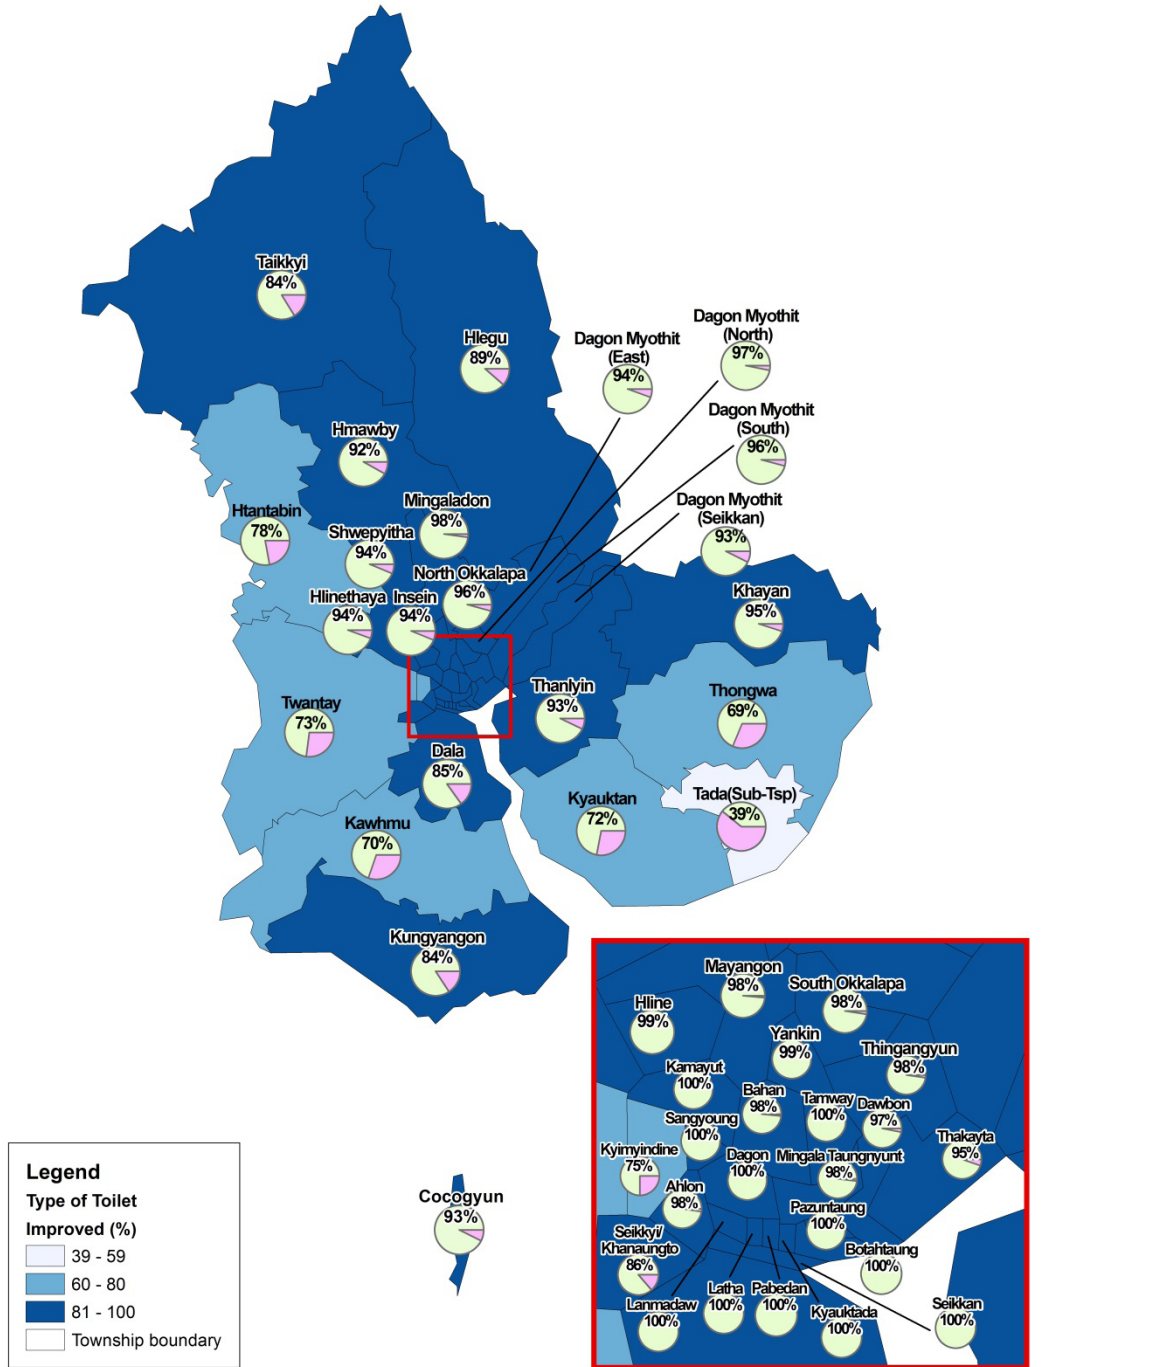 Taikkyi
84%
Hlegu
89%
Dagon Myothit
(East)
94%
Dagon Myothit
(North)
97%
Dagon Myothit
(South)
96%
Dagon Myothit
(Seikkan)
93%
Hmawby
92%
Mingaladon
98%
Htantabin
78%
Shwepyitha
94%
North Okkalapa
96%
Hlinethaya
94%
Insein
94%
Khayan
95%
Thanlyin
93%
Thongwa
69%
Twantay
73%
Dala
85%
Kyauktan
72%
Tada(Sub-Tsp)
39%
Kawhmu
70%
Kungyangon
84%
Cocogyun
93%
Mayangon
98%
South Okkalapa
98%
Hline
99%
Yankin
99%
Thingangyun
98%
Kamayut
100%
Bahan
98%
Tamway
100%
Dawbon
97%
Sangyoung
100%
Thakayta
95%
Kyimyindine
75%
Dagon
100%
Mingala Taungnyunt
98%
Ahlon
98%
Pazuntaung
100%
Seikkyi/
Khanaungto
86%
Botahtaung
100%
Lanmadaw
100%
Latha
100%
Pabedan
100%
Kyauktada
100%
Seikkan
100%
Legend
Type of Toilet
Improved (%)
39 - 59
60 - 80
81 - 100
Township boundary